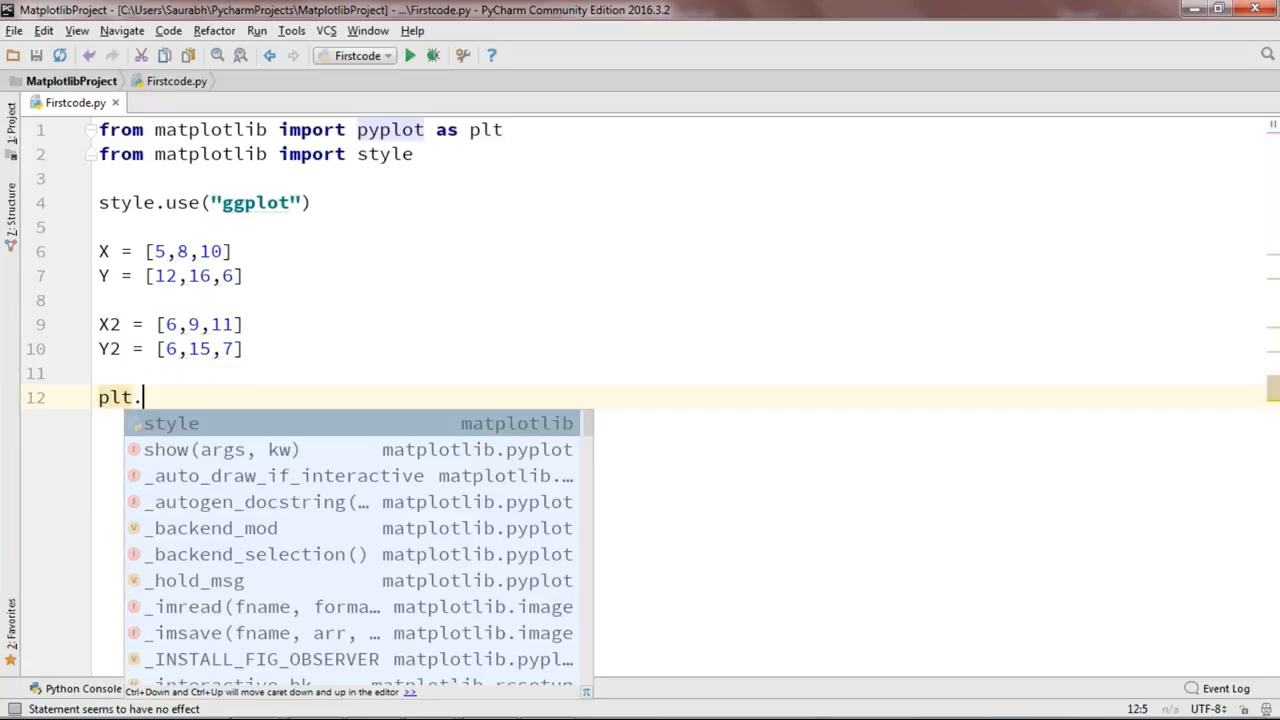 MatplotlibProject - [C:\Users\Saurabh\PycharmProjects\MatplotlibProject] - ...\Firstcode.py - PyCharm Community Edition 2016.3.2
File Edit View Navigate Code Refactor Run Tools VCS Window Help
Firstcode
MatplotlibProject Firstcode.py
Firstcode.py
1: Project
Z: Structure
2: Favorites
1 from matplotlib import pyplot as plt
2 from matplotlib import style
3
4 style.use("ggplot")
5
6 X = [5,8,10]
7 Y = [12,16,6]
8
9 X2 = [6,9,11]
10 Y2 = [6,15,7]
11
12 plt.
style matplotlib
show(args, kw) matplotlib.pyplot
_auto_draw_if_interactive matplotlib....
_autogen_docstring(... matplotlib.pyplot
_backend_mod matplotlib.pyplot
_backend_selection() matplotlib.pyplot
_hold_msg matplotlib.pyplot
_imread(fname, forma... matplotlib.image
_imsave(fname, arr, ... matplotlib.image
_INSTALL_FIG_OBSERVER matplotlib.pypl...
Ctrl+Down and Ctrl+Up will move caret down and up in the editor >>
Python Console
Event Log
Statement seems to have no effect
12:5 n/a UTF-8